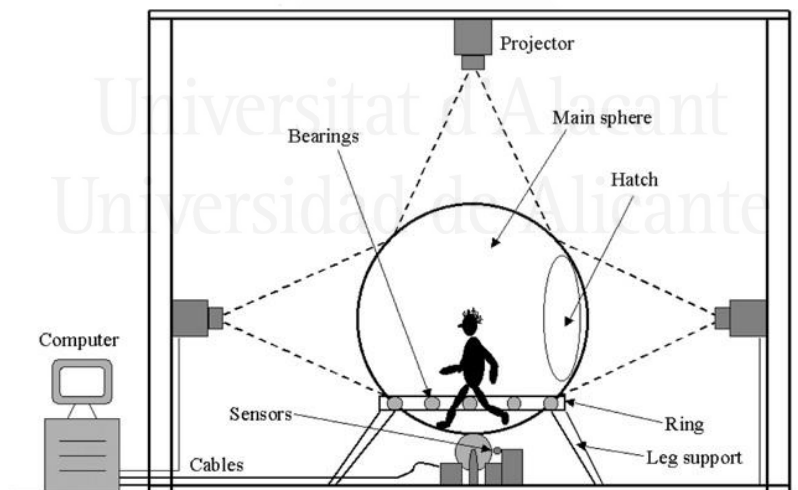 Projector
Universitat d'Alacant
Main sphere
Bearings
Hatch
Universidad de Alicante
Computer
Sensors
Ring
Leg support
Cables